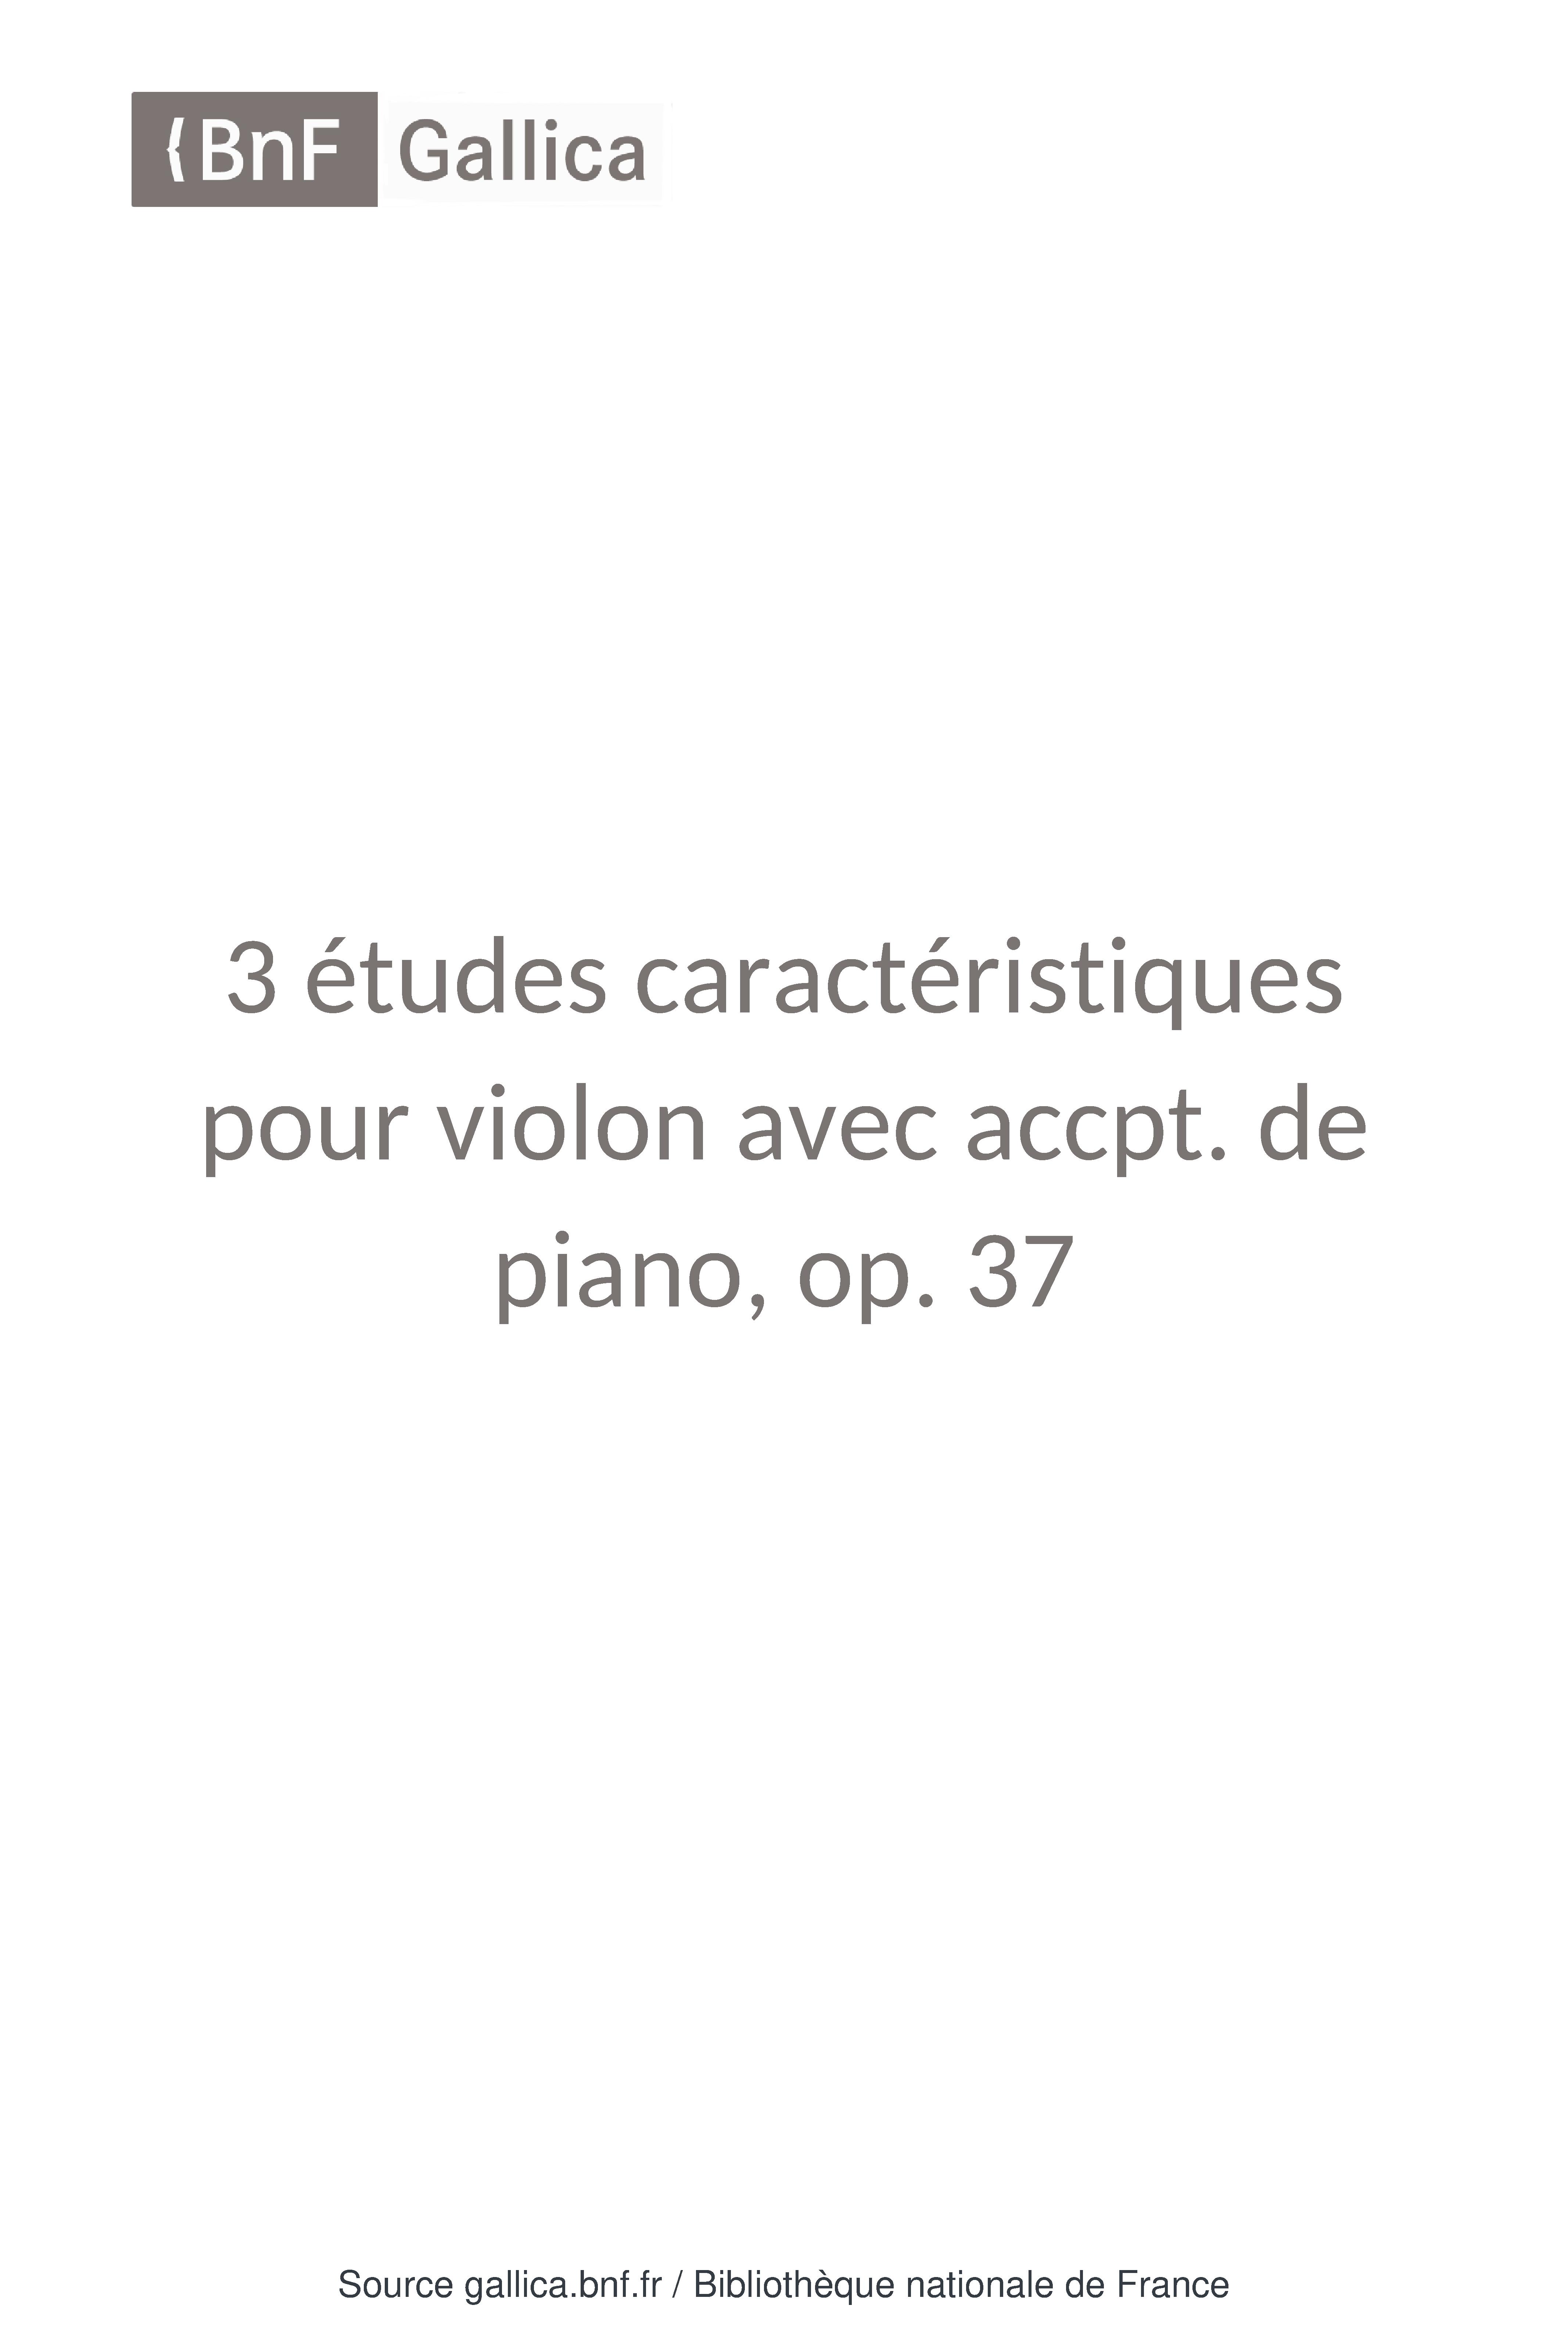 {BnF Gallica
3 études caractéristiques
pour violon avec accpt. de
piano, op. 37
Source gallica.bnf.fr / Bibliothèque nationale de France